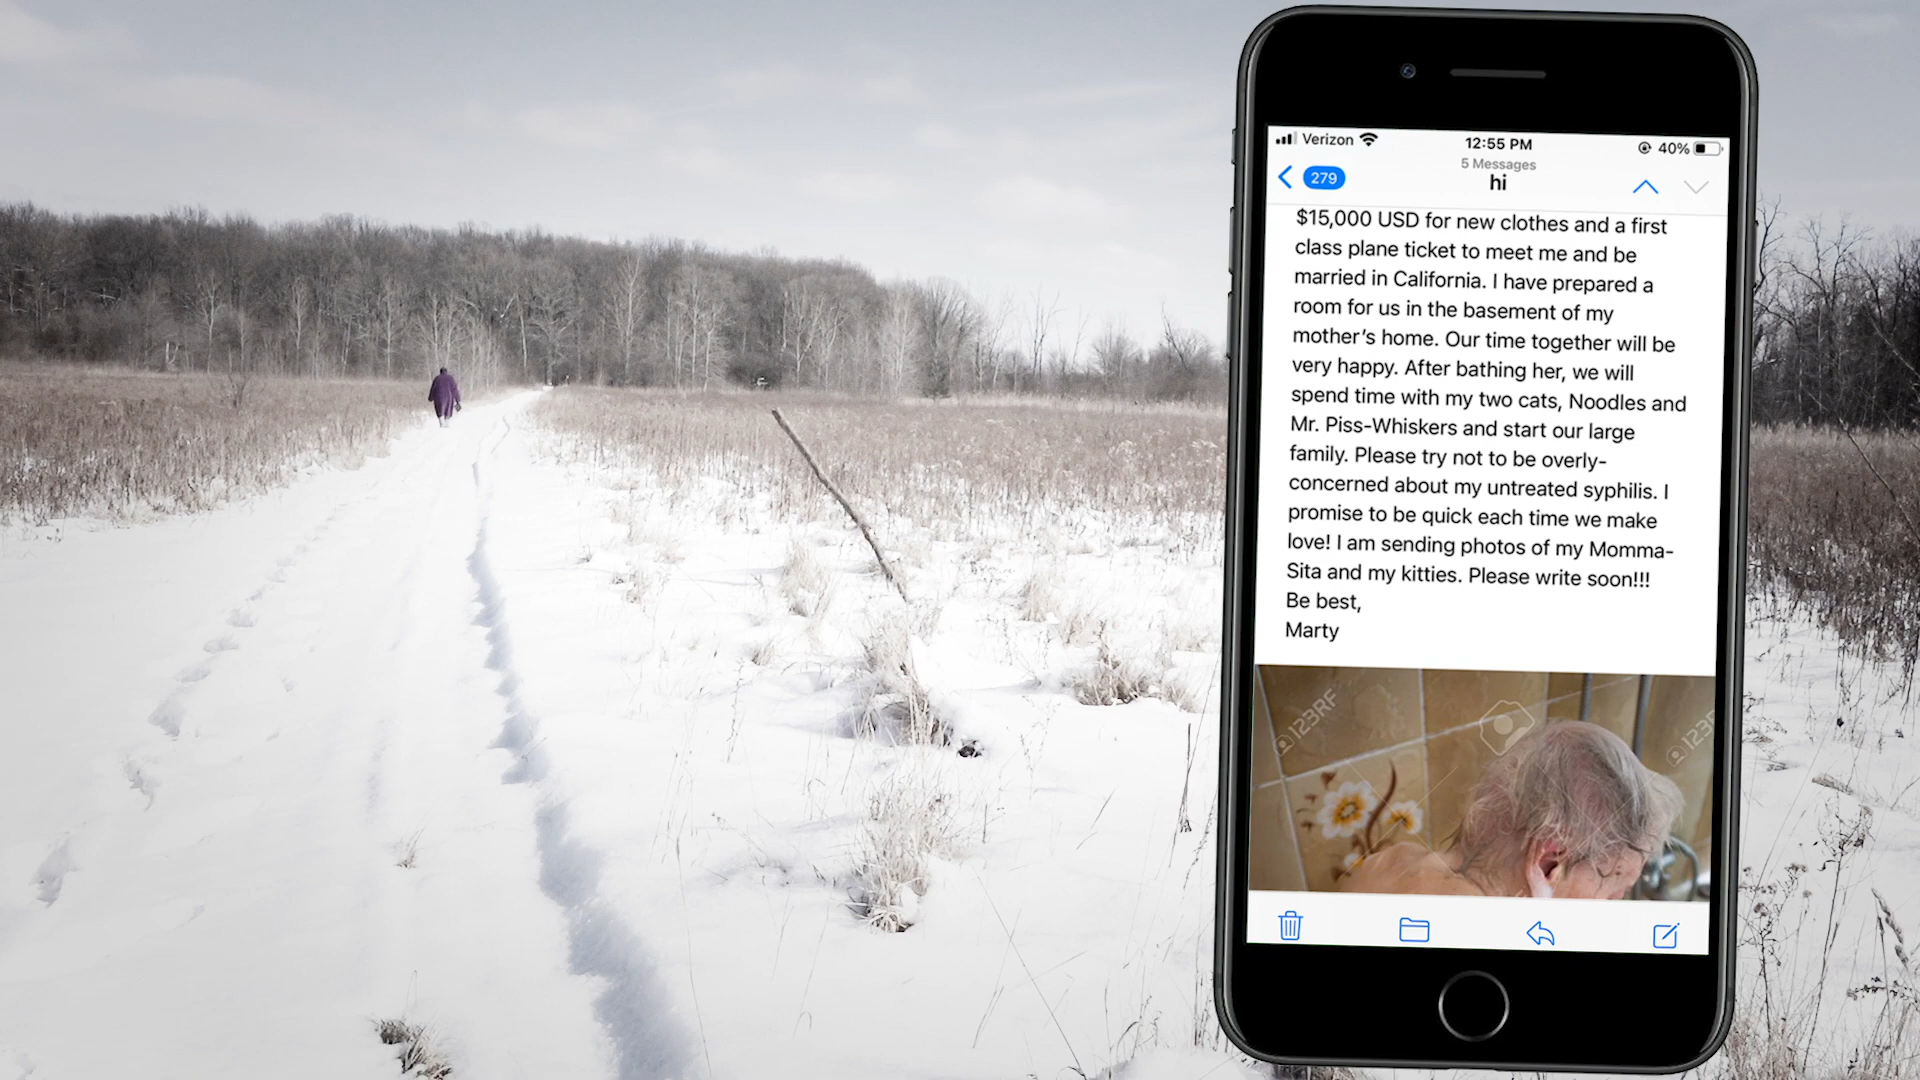 Verizon 12:55 PM 40%
5 Messages
279 hi
$15,000 USD for new clothes and a first
class plane ticket to meet me and be
married in California. I have prepared a
room for us in the basement of my
mother's home. Our time together will be
very happy. After bathing her, we will
spend time with my two cats, Noodles and
Mr. Piss-Whiskers and start our large
family. Please try not to be overly-
concerned about my untreated syphilis. I
promise to be quick each time we make
love! I am sending photos of my Momma-
Sita and my kitties. Please write soon!!!
Be best,
Marty
123RF
123